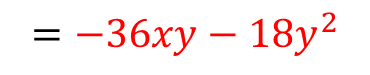 = −36xy − 18y²